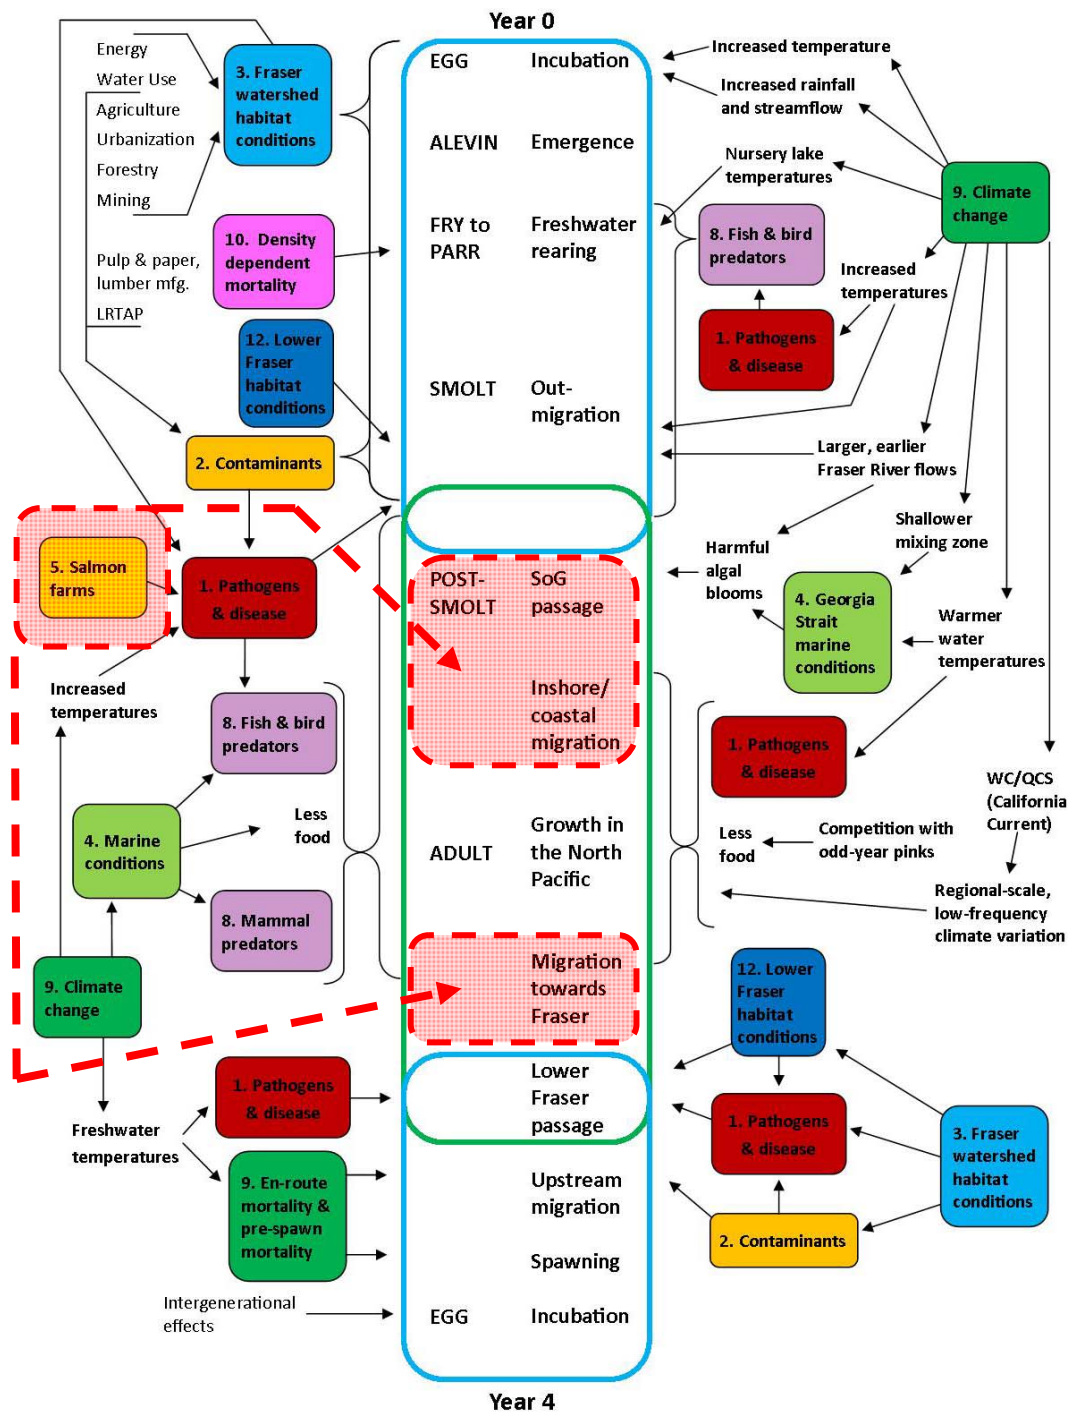 Year 0
Energy
Water Use
Agriculture
Urbanization
Forestry
Mining
Pulp & paper,
lumber mfg.
LRTAP
3. Fraser
watershed
habitat
conditions
10. Density
dependent
mortality
12. Lower
Fraser
habitat
conditions
2. Contaminants
5. Salmon
farms
1. Pathogens
& disease
Increased
temperatures
8. Fish & bird
predators
4. Marine
conditions
Less
food
8. Mammal
predators
9. Climate
change
Freshwater
temperatures
1. Pathogens
& disease
9. En-route
mortality &
pre-spawn
mortality
Intergenerational
effects
EGG Incubation
ALEVIN Emergence
FRY to Freshwater
PARR rearing
SMOLT Out-
migration
POST- SoG
SMOLT passage
Inshore/
coastal
migration
Growth in
ADULT the North
Pacific
Migration
towards
Fraser
Lower
Fraser
passage
Upstream
migration
Spawning
EGG Incubation
Increased temperature
Increased rainfall
and streamflow
Nursery lake
temperatures
9. Climate
change
8. Fish & bird
predators
Increased
temperatures
1. Pathogens
& disease
Larger, earlier
Fraser River flows
Shallower
mixing zone
Harmful
algal
blooms
4. Georgia
Strait
marine
conditions
Warmer
water
temperatures
1. Pathogens
& disease
WC/QCS
(California
Current)
Less
food
Competition with
odd-year pinks
Regional-scale,
low-frequency
climate variation
12. Lower
Fraser
habitat
conditions
1. Pathogens
& disease
3. Fraser
watershed
habitat
conditions
2. Contaminants
Year 4